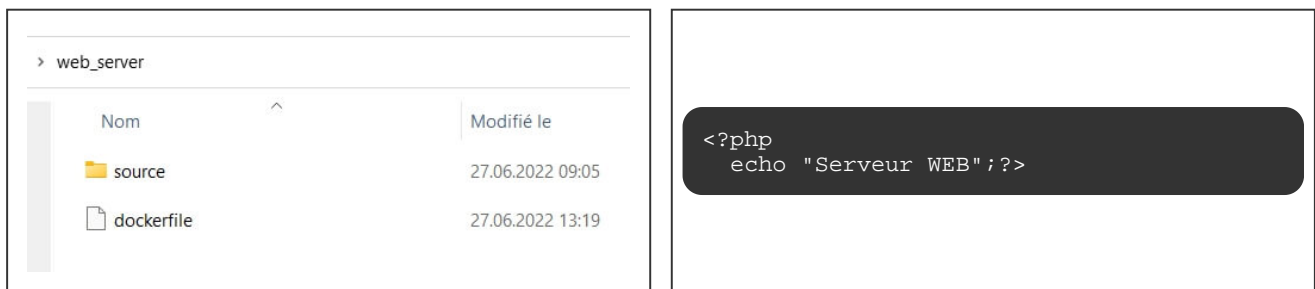 > web_server
Nom Modifié le
source 27.06.2022 09:05
dockerfile 27.06.2022 13:19
<?php
  echo "Serveur WEB";?>